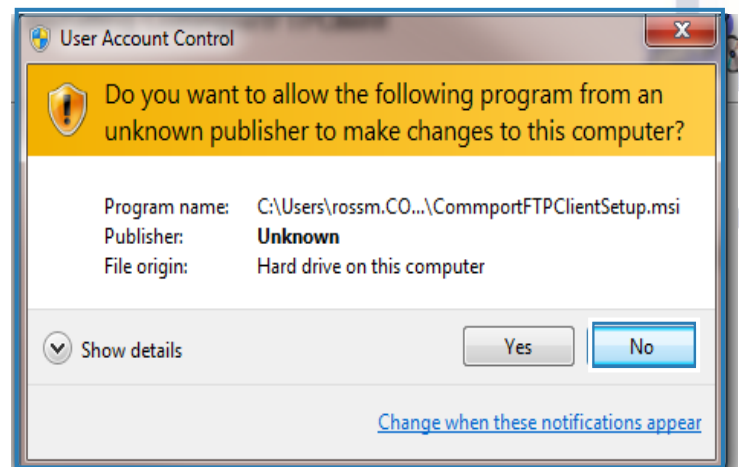 User Account Control
Do you want to allow the following program from an
unknown publisher to make changes to this computer?
Program name: C:\Users\rossm.CO...\CommportFTPClientSetup.msi
Publisher: Unknown
File origin: Hard drive on this computer
Show details Yes No
Change when these notifications appear